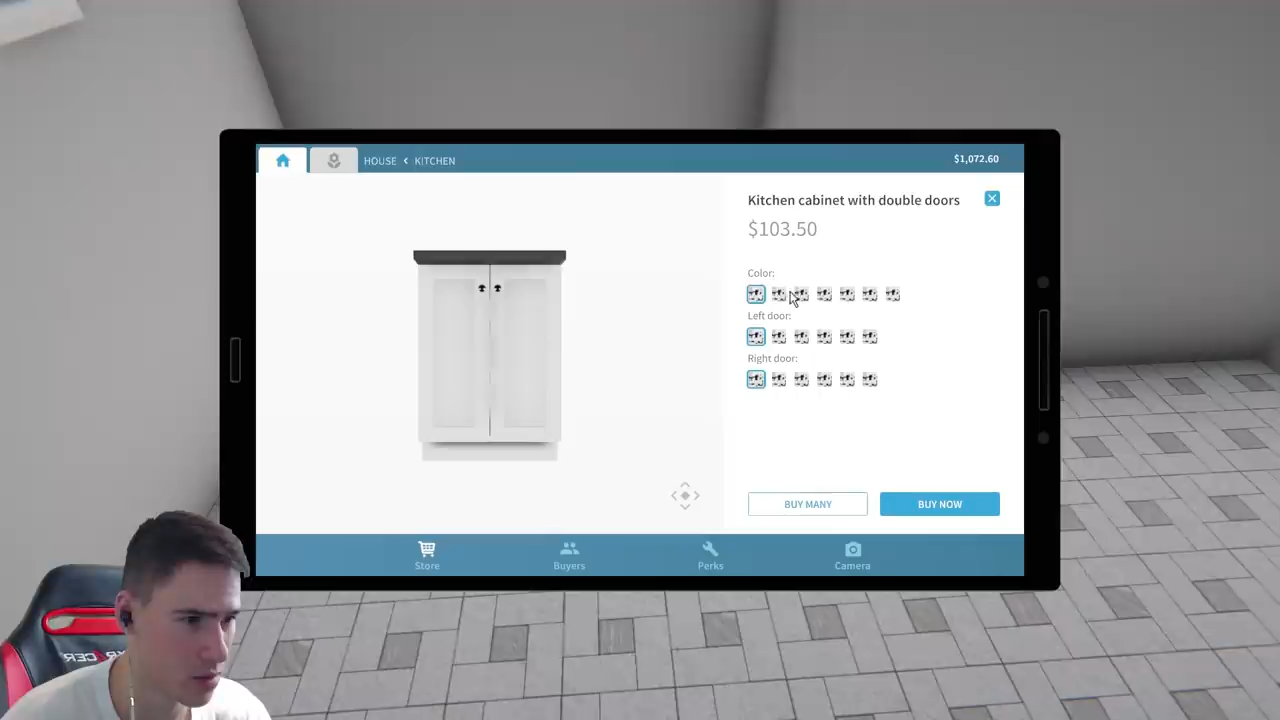 HOUSE < KITCHEN
$1,072.60
Kitchen cabinet with double doors
$103.50
Color:
Left door:
Right door:
BUY MANY
BUY NOW
Store
Buyers
Perks
Camera